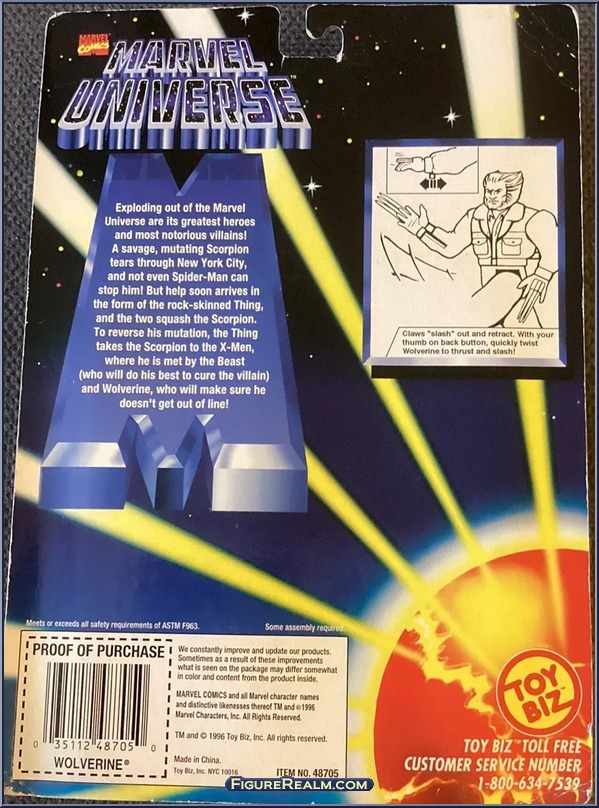 MARVEL
COMICS
MARVEL
UNIVERSE™
Exploding out of the Marvel
Universe are its greatest heroes
and most notorious villains!
A savage, mutating Scorpion
tears through New York City,
and not even Spider-Man can
stop him! But help soon arrives in
the form of the rock-skinned Thing,
and the two squash the Scorpion.
To reverse his mutation, the Thing
takes the Scorpion to the X-Men,
where he is met by the Beast
(who will do his best to cure the villain)
and Wolverine, who will make sure he
doesn't get out of line!
Claws "slash" out and retract. With your
thumb on back button, quickly twist
Wolverine to thrust and slash!
Meets or exceeds all safety requirements of ASTM F963.
Some assembly required.
PROOF OF PURCHASE
0 35112 48705 0
WOLVERINE®
We constantly improve and update our products.
Sometimes as a result of these improvements
what is seen on the package may differ somewhat
in color and content from the product inside.
MARVEL COMICS and all Marvel character names
and distinctive likenesses thereof TM and © 1996
Marvel Characters, Inc. All Rights Reserved.
TM and © 1996 Toy Biz, Inc. All rights reserved.
Made in China.
Toy Biz, Inc. NYC 10016
ITEM NO. 48705
TOY
BIZ
TOY BIZ™ TOLL FREE
CUSTOMER SERVICE NUMBER
1-800-634-7539
FIGUREREALM.COM